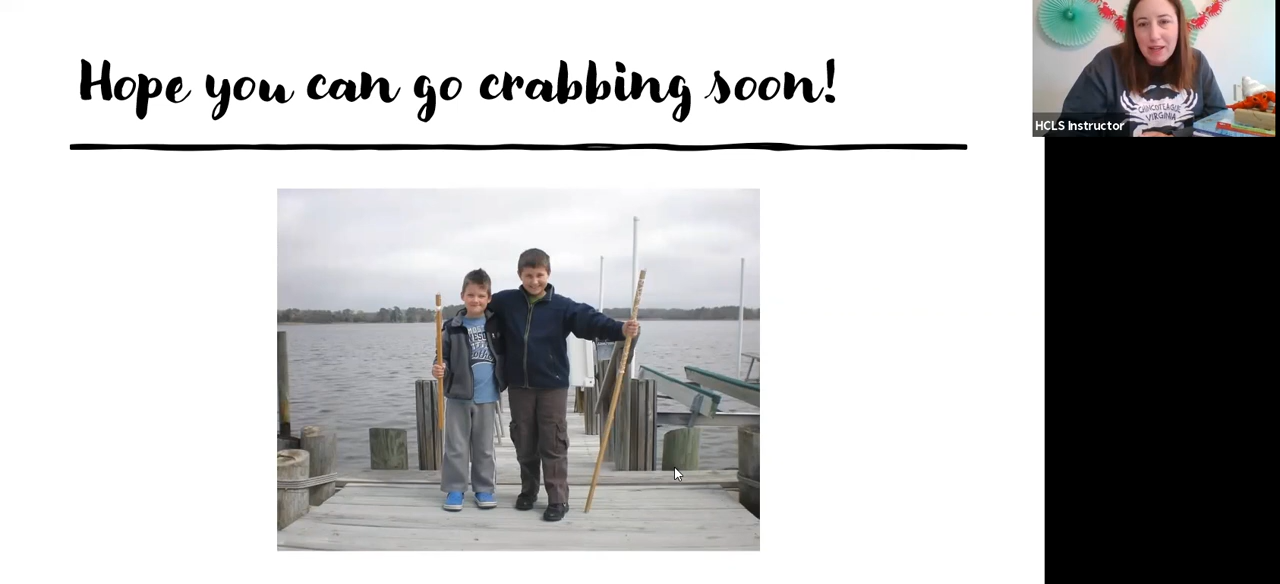 Hope you can go crabbing soon!
HCLS Instructor
CHINCOTEAGUE
VIRGINIA